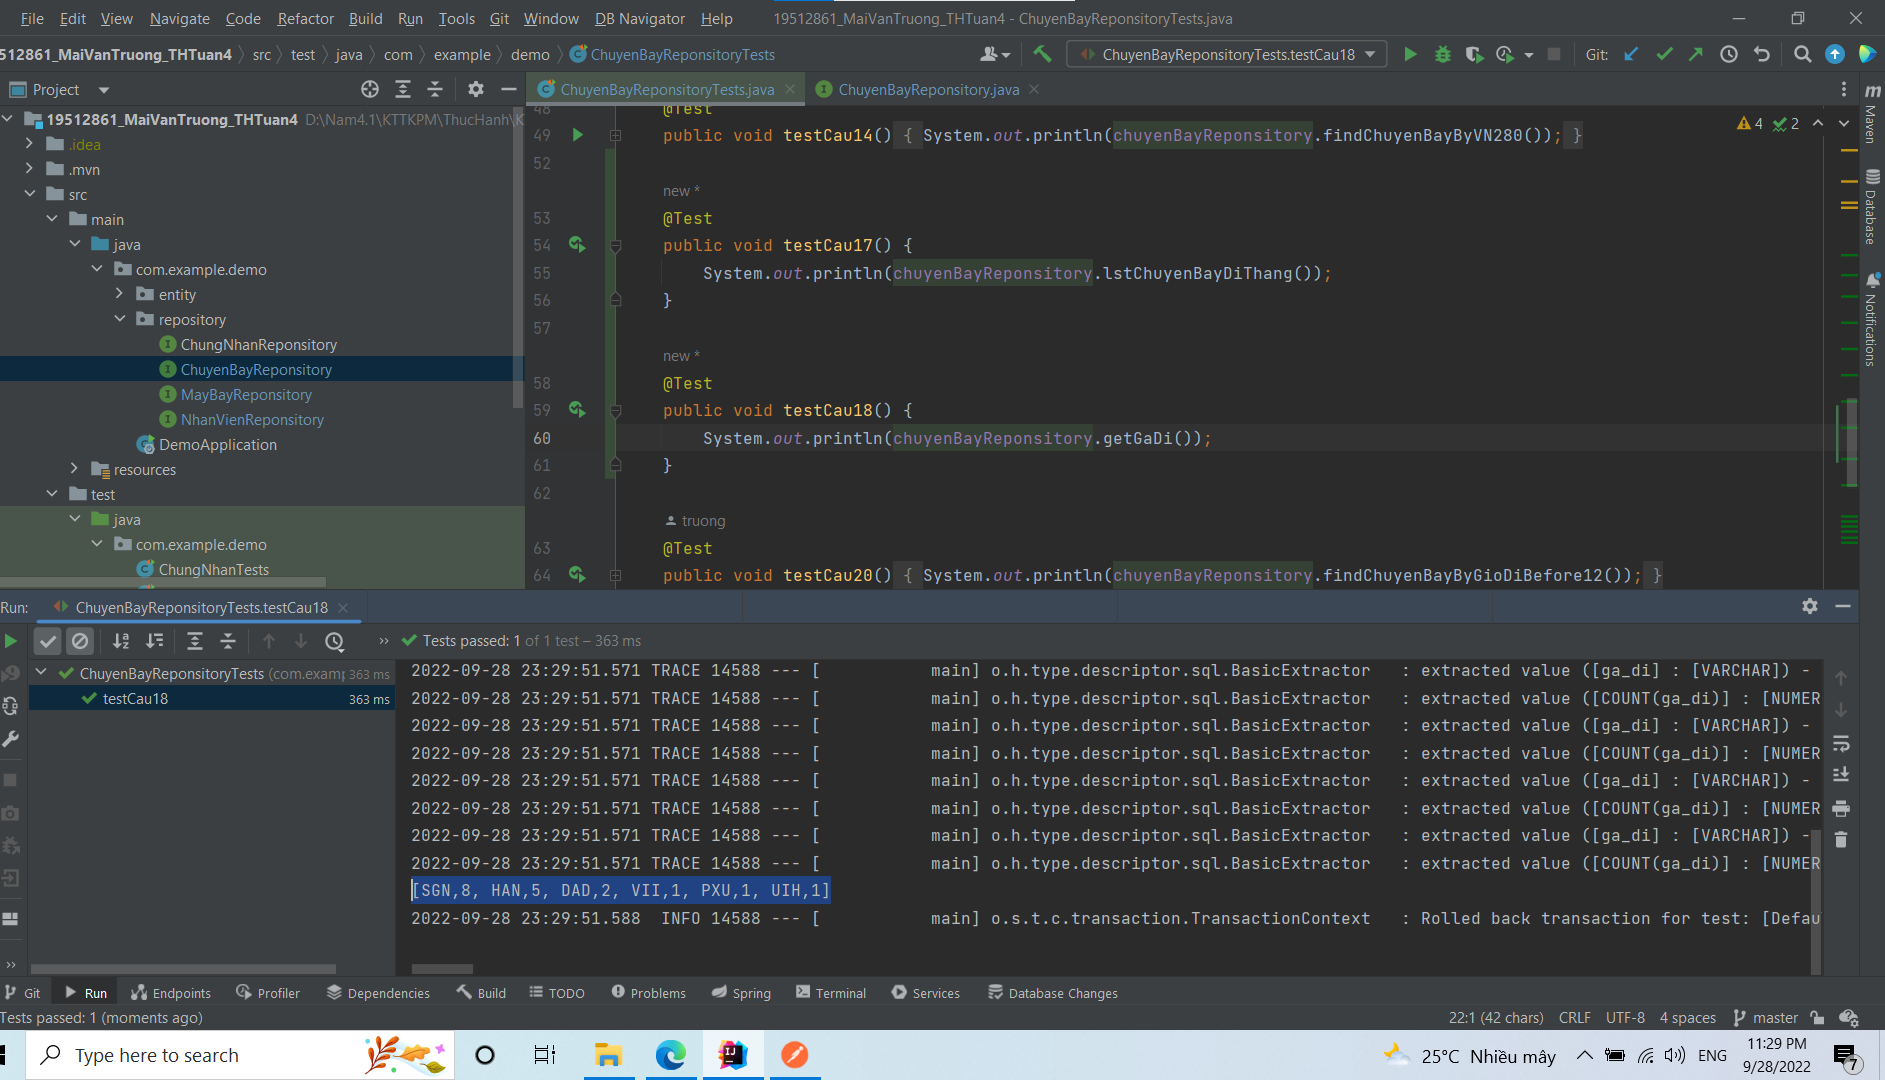 File Edit View Navigate Code Refactor Build Run Tools Git Window DB Navigator Help 19512861_MaiVanTruong_THTuan4 - ChuyenBayReponsitoryTests.java
512861_MaiVanTruong_THTuan4 src test java com example demo ChuyenBayReponsitoryTests ChuyenBayReponsitoryTests.testCau18 Git:
Project
19512861_MaiVanTruong_THTuan4 D:\Nam4.1\KTTKPM\ThucHanh\K
.idea
.mvn
src
main
java
com.example.demo
entity
repository
ChungNhanReponsitory
ChuyenBayReponsitory
MayBayReponsitory
NhanVienReponsitory
DemoApplication
resources
test
java
com.example.demo
ChungNhanTests
ChuyenBayReponsitoryTests.java ChuyenBayReponsitory.java
4 2
48 @Test
49 public void testCau14() { System.out.println(chuyenBayReponsitory.findChuyenBayByVN280()); }
52
new *
53 @Test
54 public void testCau17() {
55 System.out.println(chuyenBayReponsitory.lstChuyenBayDiThang());
56 }
57
new *
58 @Test
59 public void testCau18() {
60 System.out.println(chuyenBayReponsitory.getGaDi());
61 }
62
truong
63 @Test
64 public void testCau20() { System.out.println(chuyenBayReponsitory.findChuyenBayByGioDiBefore12()); }
m Maven
Database
Notifications
Run: ChuyenBayReponsitoryTests.testCau18
Tests passed: 1 of 1 test – 363 ms
ChuyenBayReponsitoryTests (com.examp 363 ms
testCau18 363 ms
2022-09-28 23:29:51.571 TRACE 14588 --- [ main] o.h.type.descriptor.sql.BasicExtractor : extracted value ([ga_di] : [VARCHAR]) -
2022-09-28 23:29:51.571 TRACE 14588 --- [ main] o.h.type.descriptor.sql.BasicExtractor : extracted value ([COUNT(ga_di)] : [NUMER
2022-09-28 23:29:51.571 TRACE 14588 --- [ main] o.h.type.descriptor.sql.BasicExtractor : extracted value ([ga_di] : [VARCHAR]) -
2022-09-28 23:29:51.571 TRACE 14588 --- [ main] o.h.type.descriptor.sql.BasicExtractor : extracted value ([COUNT(ga_di)] : [NUMER
2022-09-28 23:29:51.571 TRACE 14588 --- [ main] o.h.type.descriptor.sql.BasicExtractor : extracted value ([ga_di] : [VARCHAR]) -
2022-09-28 23:29:51.571 TRACE 14588 --- [ main] o.h.type.descriptor.sql.BasicExtractor : extracted value ([COUNT(ga_di)] : [NUMER
2022-09-28 23:29:51.571 TRACE 14588 --- [ main] o.h.type.descriptor.sql.BasicExtractor : extracted value ([ga_di] : [VARCHAR]) -
2022-09-28 23:29:51.571 TRACE 14588 --- [ main] o.h.type.descriptor.sql.BasicExtractor : extracted value ([COUNT(ga_di)] : [NUMER
[SGN,8, HAN,5, DAD,2, VII,1, PXU,1, UIH,1]
2022-09-28 23:29:51.588 INFO 14588 --- [ main] o.s.t.c.transaction.TransactionContext : Rolled back transaction for test: [Defau
Git Run Endpoints Profiler Dependencies Build TODO Problems Spring Terminal Services Database Changes
Tests passed: 1 (moments ago) 22:1 (42 chars) CRLF UTF-8 4 spaces master
Type here to search 25°C Nhiều mây ENG 11:29 PM
9/28/2022 7